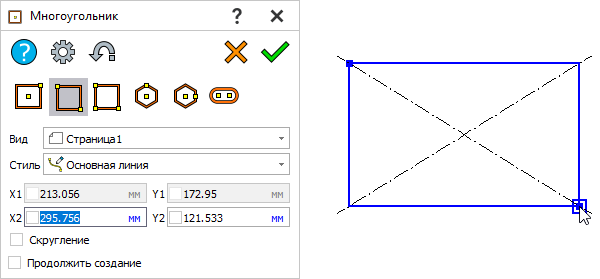 Многоугольник ? ×
?
Вид Страница1
Стиль Основная линия
X1 213.056 мм Y1 172.95 мм
X2 295.756 мм Y2 121.533 мм
Скругление
Продолжить создание